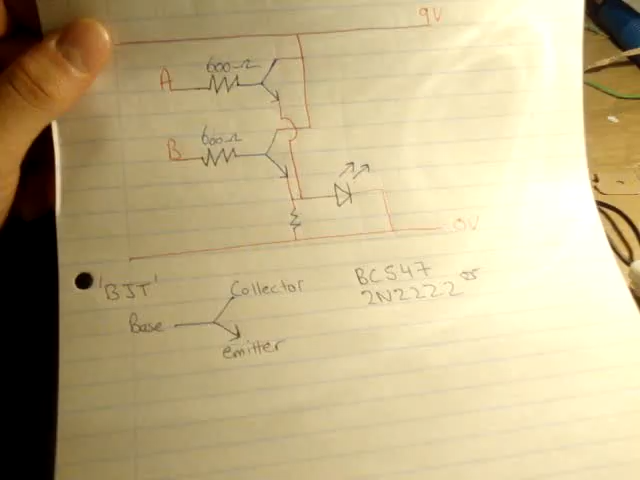 9V
A 600Ω
B 600Ω
0V
'BJT'
Collector
Base
emitter
BC547 or
2N2222